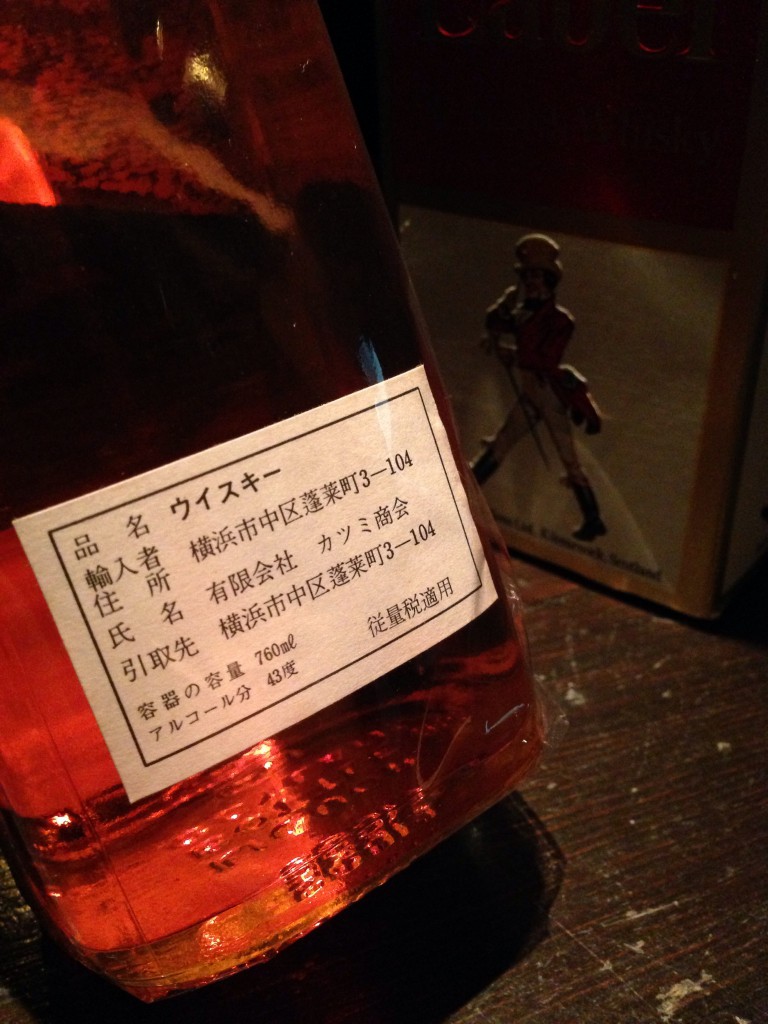 Label
Whisky
品名 ウイスキー
輸入者
住所 横浜市中区蓬莱町3―104
氏名 有限会社 カツミ商会
引取先 横浜市中区蓬莱町3―104
容器の容量 760ml 従量税適用
アルコール分 43度